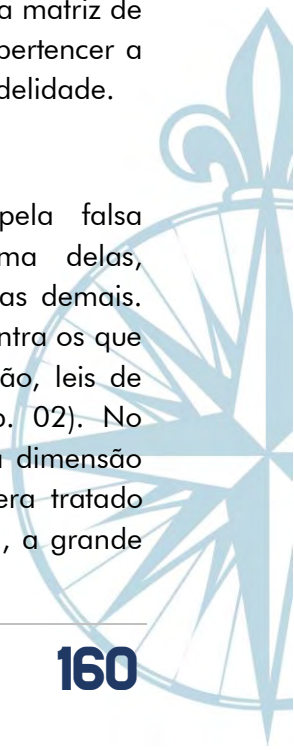 a matriz de
pertencer a
delidade.
pela falsa
ma delas,
as demais.
ntra os que
ão, leis de
o. 02). No
a dimensão
era tratado
, a grande
160